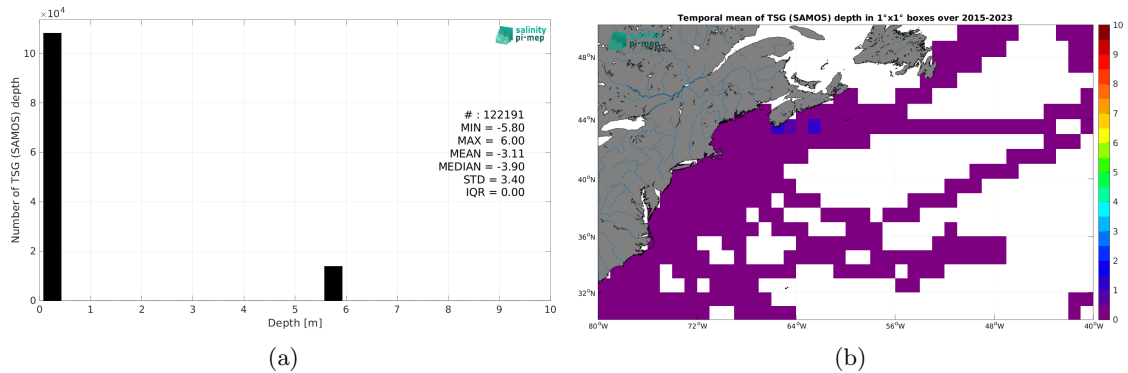 ×10⁴
salinity
pi-mep
10
8
6
4
2
0
Number of TSG (SAMOS) depth
# : 122191
MIN = -5.80
MAX = 6.00
MEAN = -3.11
MEDIAN = -3.90
STD = 3.40
IQR = 0.00
0 1 2 3 4 5 6 7 8 9 10
Depth [m]
(a)
Temporal mean of TSG (SAMOS) depth in 1°x1° boxes over 2015-2023
salinity
pi-mep
48°N
44°N
40°N
36°N
32°N
80°W 72°W 64°W 56°W 48°W 40°W
10
9
8
7
6
5
4
3
2
1
0
(b)